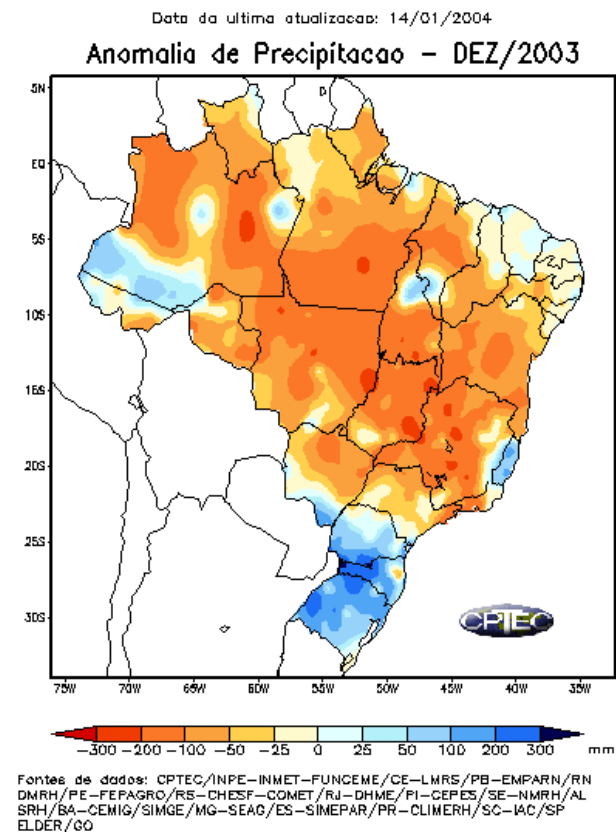 Data da ultima atualizacao: 14/01/2004
Anomalia de Precipitacao – DEZ/2003
5N
EQ
5S
10S
15S
20S
25S
30S
CPTEC
75W 70W 65W 60W 55W 50W 45W 40W 35W
-300 -200 -100 -50 -25 0 25 50 100 200 300 mm
Fontes de dados: CPTEC/INPE-INMET-FUNCEME/CE-LMRS/PB-EMPARN/RN
DMRH/PE-FEPAGRO/RS-CHESF-COMET/RJ-DHME/PI-CEPES/SE-NMRH/AL
SRH/BA-CEMIG/SIMGE/MG-SEAG/ES-SIMEPAR/PR-CLIMERH/SC-IAC/SP
ELDER/GO